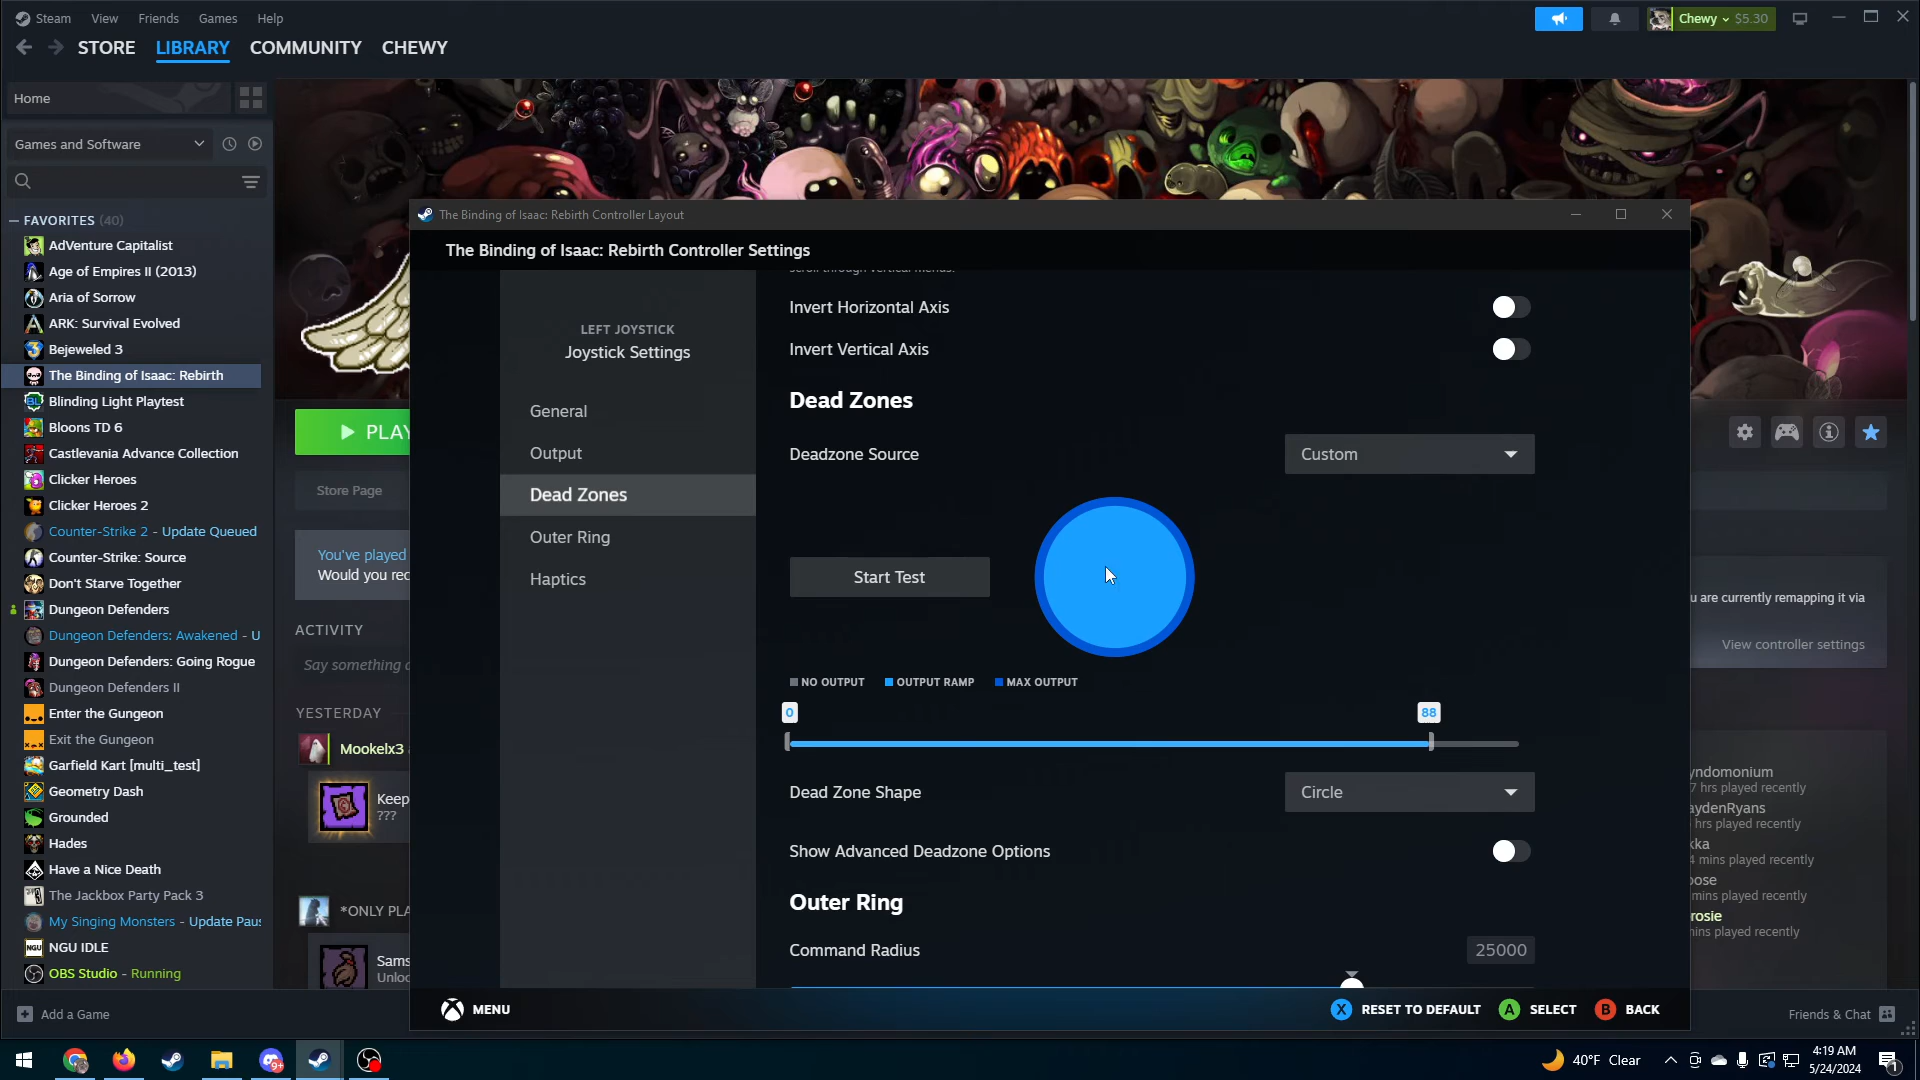 Steam View Friends Games Help
Chewy $5.30
STORE LIBRARY COMMUNITY CHEWY
Home
Games and Software
FAVORITES (40)
AdVenture Capitalist
Age of Empires II (2013)
Aria of Sorrow
ARK: Survival Evolved
Bejeweled 3
The Binding of Isaac: Rebirth
Blinding Light Playtest
Bloons TD 6
Castlevania Advance Collection
Clicker Heroes
Clicker Heroes 2
Counter-Strike 2 - Update Queued
Counter-Strike: Source
Don't Starve Together
Dungeon Defenders
Dungeon Defenders: Awakened - U
Dungeon Defenders: Going Rogue
Dungeon Defenders II
Enter the Gungeon
Exit the Gungeon
Garfield Kart [multi_test]
Geometry Dash
Grounded
Hades
Have a Nice Death
The Jackbox Party Pack 3
My Singing Monsters - Update Paus
NGU IDLE
OBS Studio - Running
Add a Game
PLAY
Store Page
You've played
Would you rec
ACTIVITY
Say something a
YESTERDAY
Mookelx3 a
Keep
???
*ONLY PLA
Sams
Unloc
The Binding of Isaac: Rebirth Controller Layout
The Binding of Isaac: Rebirth Controller Settings
LEFT JOYSTICK
Joystick Settings
General
Output
Dead Zones
Outer Ring
Haptics
scroll through vertical menus.
Invert Horizontal Axis
Invert Vertical Axis
Dead Zones
Deadzone Source Custom
Start Test
NO OUTPUT OUTPUT RAMP MAX OUTPUT
0 88
Dead Zone Shape Circle
Show Advanced Deadzone Options
Outer Ring
Command Radius 25000
MENU
X RESET TO DEFAULT A SELECT B BACK
u are currently remapping it via
View controller settings
yndomonium
7 hrs played recently
aydenRyans
hrs played recently
kka
4 mins played recently
oose
mins played recently
rosie
ins played recently
Friends & Chat
9+
40°F Clear
4:19 AM
5/24/2024
1